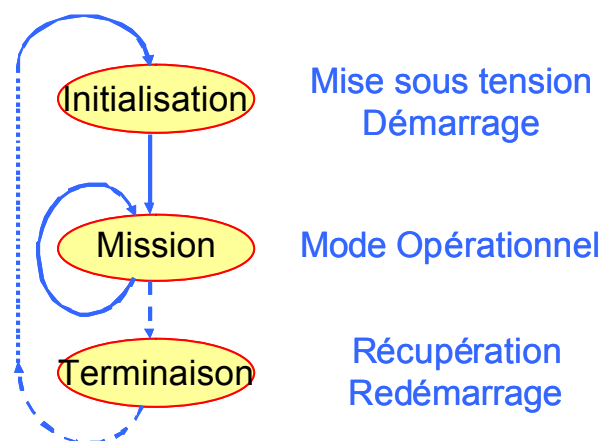 Initialisation
Mise sous tension
Démarrage
Mission
Mode Opérationnel
Terminaison
Récupération
Redémarrage